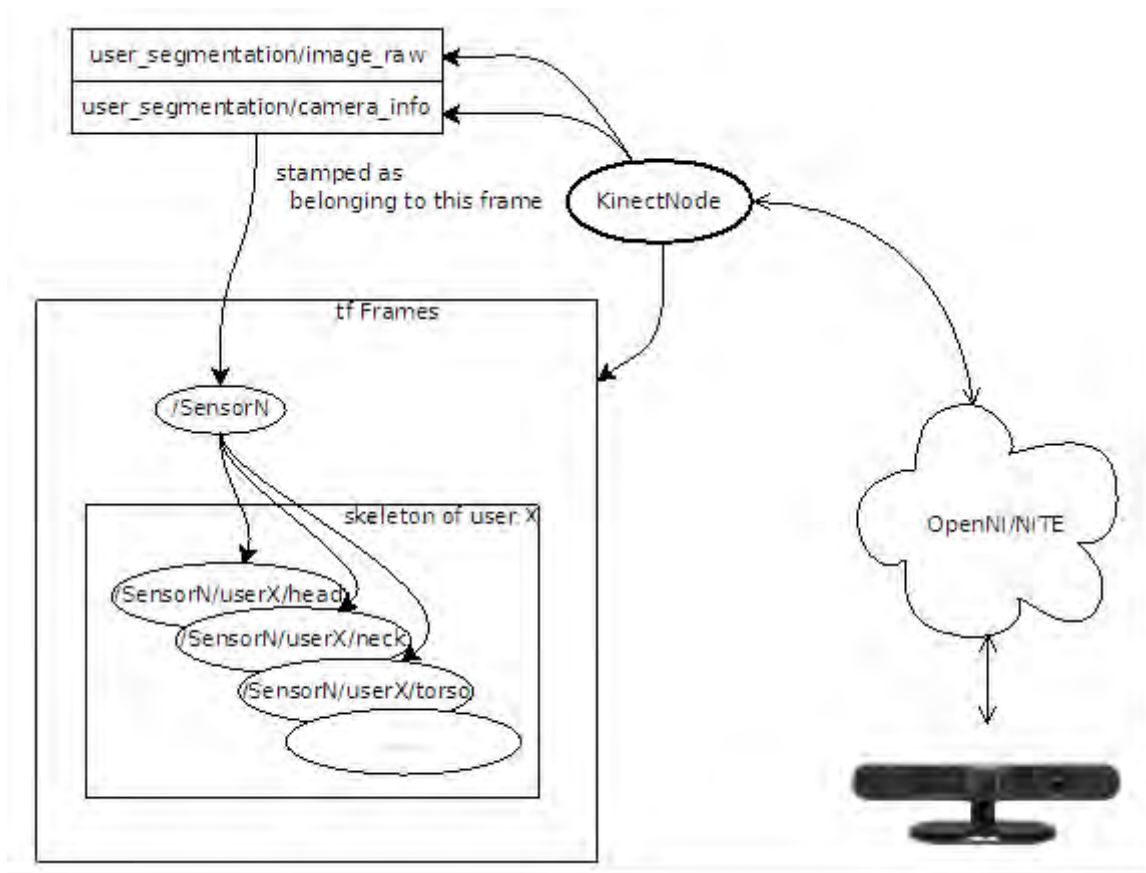 user_segmentation/image_raw
user_segmentation/camera_info
stamped as
belonging to this frame
KinectNode
tf Frames
/SensorN
skeleton of user X
/SensorN/userX/head
/SensorN/userX/neck
/SensorN/userX/torso
OpenNI/NITE